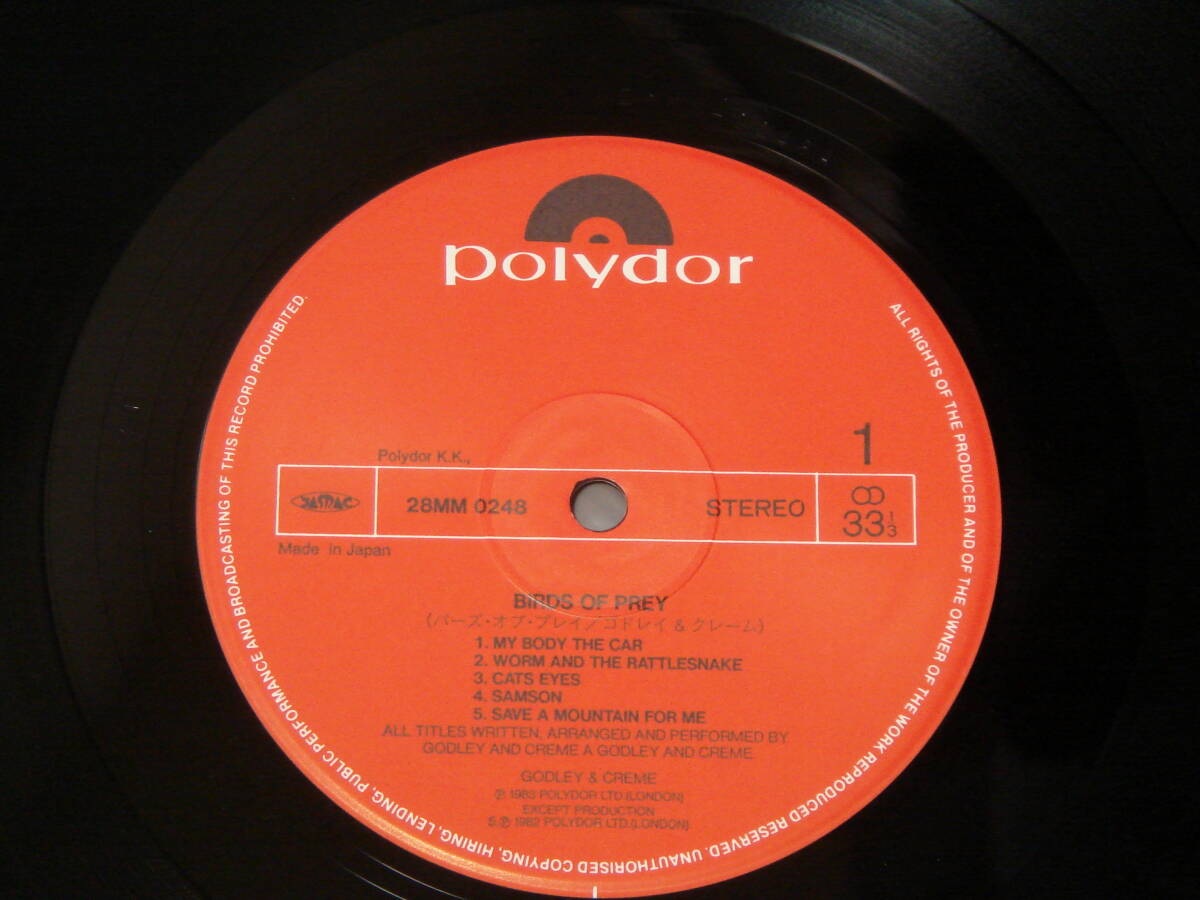 polydor
ALL RIGHTS OF THE PRODUCER AND OF THE OWNER OF THE WORK REPRODUCED RESERVED. UNAUTHORISED COPYING, HIRING, LENDING, PUBLIC PERFORMANCE AND BROADCASTING OF THIS RECORD PROHIBITED.
1
Polydor K.K.,
JASRAC
28MM 0248
STEREO
33 1/3
Made in Japan
BIRDS OF PREY
(バーズ・オブ・プレイ/ゴドレイ & クレーム)
1. MY BODY THE CAR
2. WORM AND THE RATTLESNAKE
3. CATS EYES
4. SAMSON
5. SAVE A MOUNTAIN FOR ME
ALL TITLES WRITTEN, ARRANGED AND PERFORMED BY
GODLEY AND CREME A GODLEY AND CREME
EXCEPT PRODUCTION
GODLEY & CREME
℗ 1983 POLYDOR LTD.(LONDON)
5.℗ 1982 POLYDOR LTD.(LONDON)